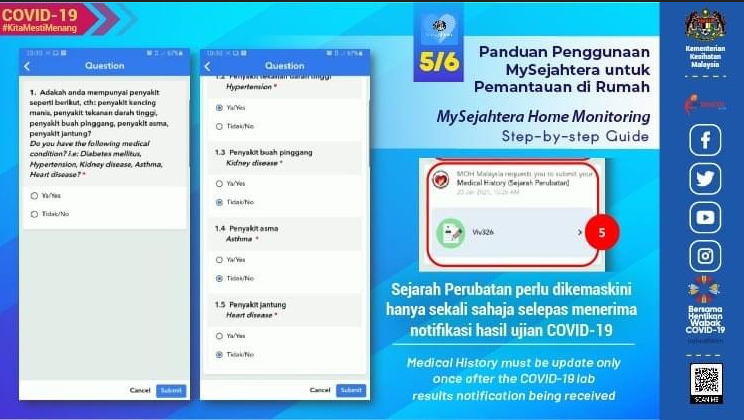 COVID-19
#KitaMestiMenang
Question
1. Adakah anda mempunyai penyakit
seperti berikut, cth: penyakit kencing
manis, penyakit tekanan darah tinggi,
penyakit buah pinggang, penyakit asma,
penyakit jantung?
Do you have the following medical
condition? i.e: Diabetes mellitus,
Hypertension, Kidney disease, Asthma,
Heart disease? *
Ya/Yes
Tidak/No
Cancel Submit
Question
1.2 Penyakit tekanan darah tinggi
Hypertension *
Ya/Yes
Tidak/No
1.3 Penyakit buah pinggang
Kidney disease *
Ya/Yes
Tidak/No
1.4 Penyakit asma
Asthma *
Ya/Yes
Tidak/No
1.5 Penyakit jantung
Heart disease *
Ya/Yes
Tidak/No
Cancel Submit
5/6
Panduan Penggunaan
MySejahtera untuk
Pemantauan di Rumah
MySejahtera Home Monitoring
Step-by-step Guide
MOH Malaysia requests you to submit your
Medical History (Sejarah Perubatan)
Viv326
5
Sejarah Perubatan perlu dikemaskini
hanya sekali sahaja selepas menerima
notifikasi hasil ujian COVID-19
Medical History must be update only
once after the COVID-19 lab
results notification being received
Kementerian
Kesihatan
Malaysia
Bersama
Hentikan
Wabak
COVID-19
SCAN ME